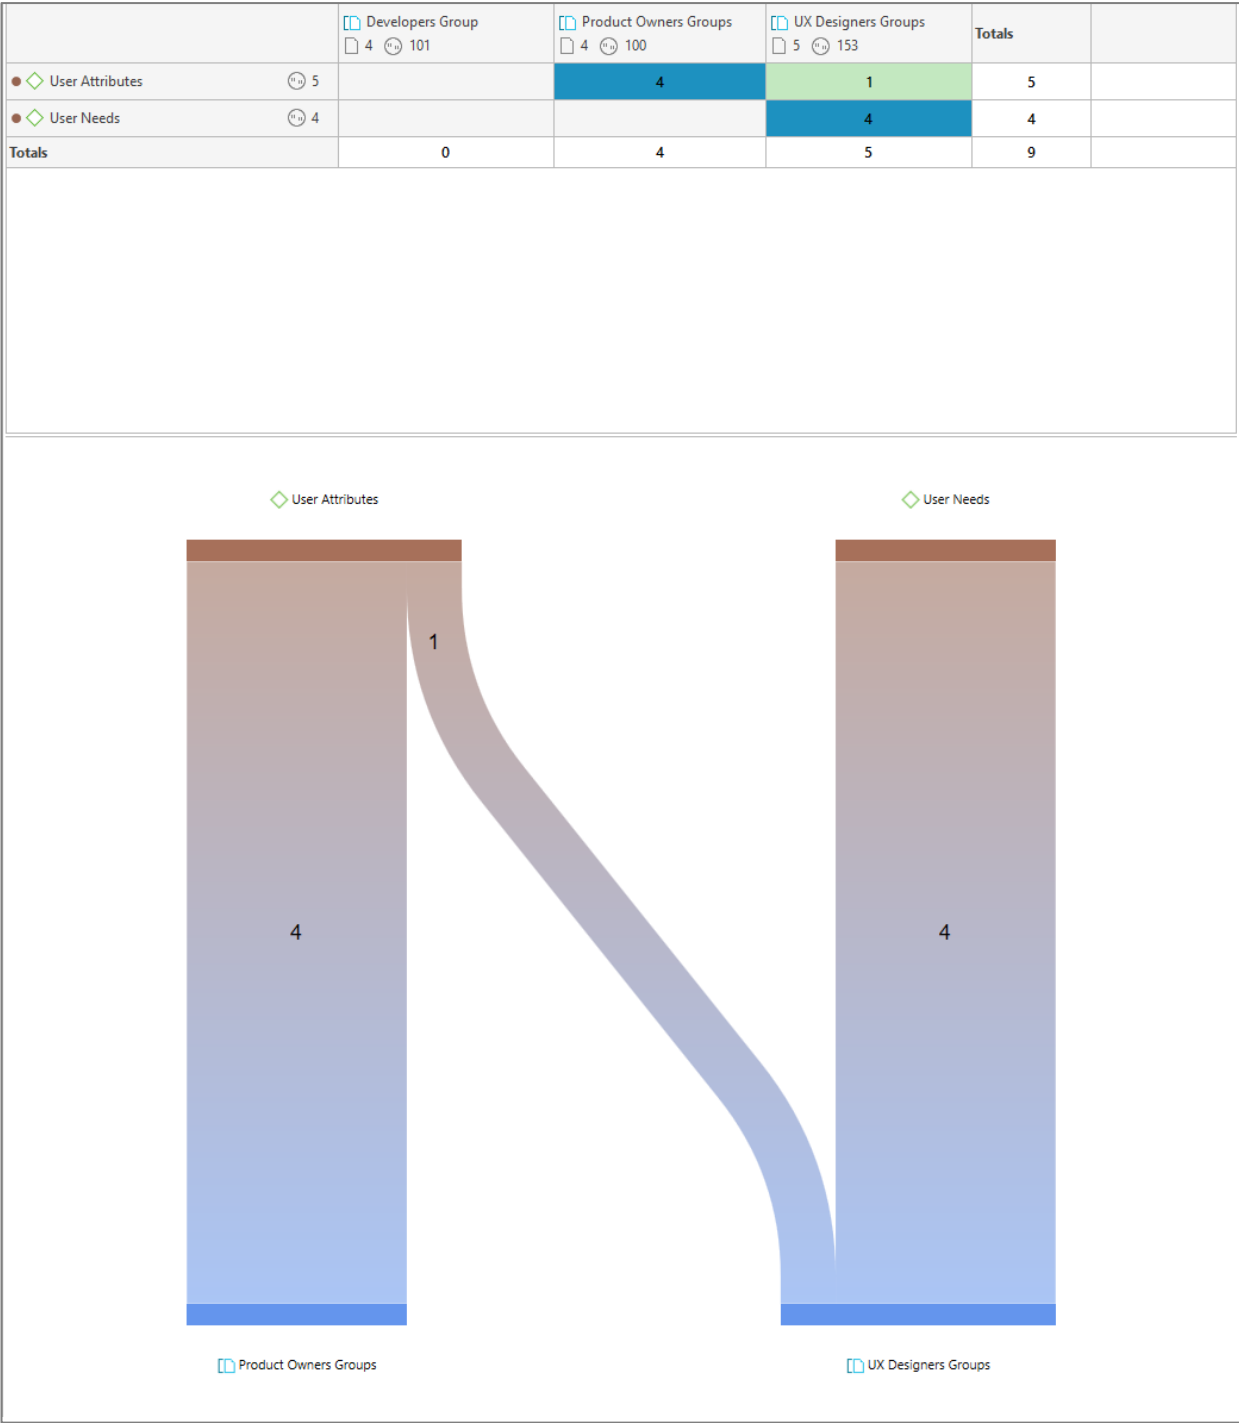 Developers Group
4 101
Product Owners Groups
4 100
UX Designers Groups
5 153
Totals
User Attributes 5 4 1 5
User Needs 4 4 4
Totals 0 4 5 9
User Attributes User Needs
1
4 4
Product Owners Groups UX Designers Groups